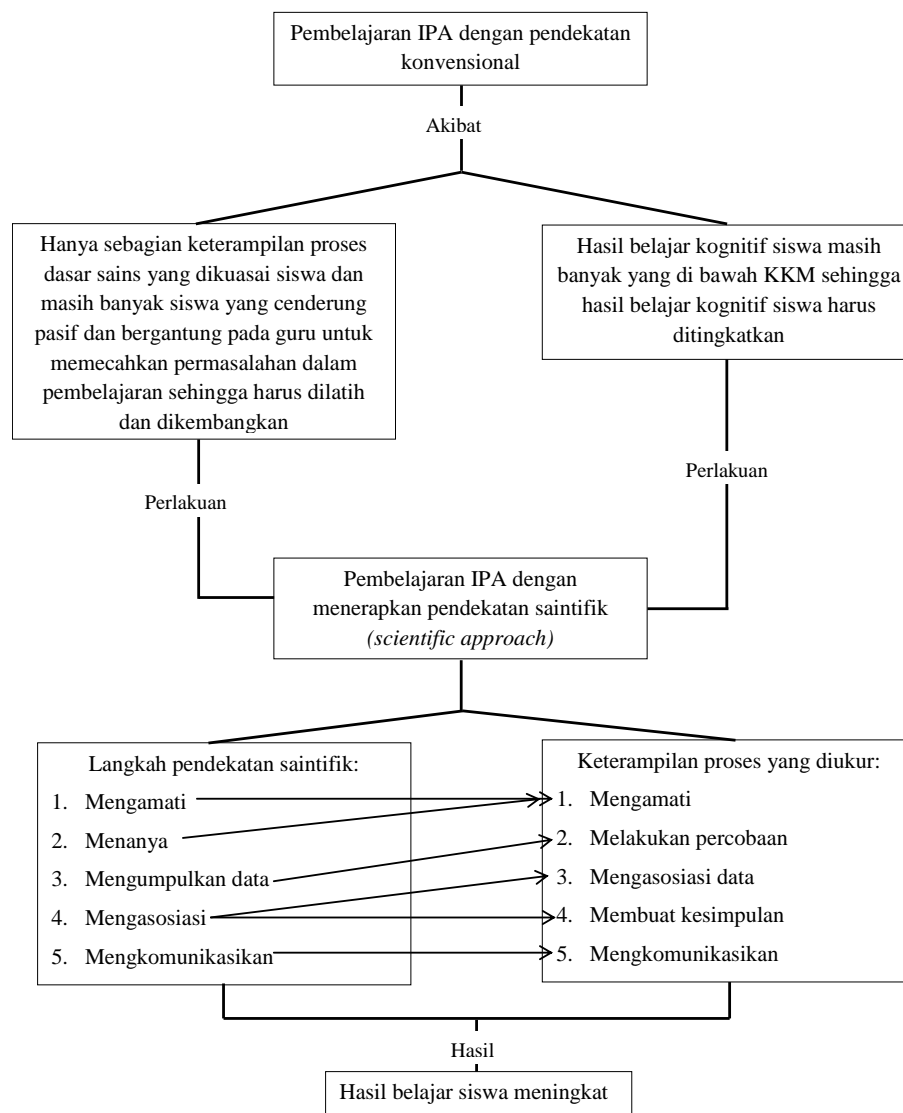 Pembelajaran IPA dengan pendekatan
konvensional
Akibat
Hanya sebagian keterampilan proses
dasar sains yang dikuasai siswa dan
masih banyak siswa yang cenderung
pasif dan bergantung pada guru untuk
memecahkan permasalahan dalam
pembelajaran sehingga harus dilatih
dan dikembangkan
Hasil belajar kognitif siswa masih
banyak yang di bawah KKM sehingga
hasil belajar kognitif siswa harus
ditingkatkan
Perlakuan
Perlakuan
Pembelajaran IPA dengan
menerapkan pendekatan saintifik
(scientific approach)
Langkah pendekatan saintifik:
1. Mengamati
2. Menanya
3. Mengumpulkan data
4. Mengasosiasi
5. Mengkomunikasikan
Keterampilan proses yang diukur:
1. Mengamati
2. Melakukan percobaan
3. Mengasosiasi data
4. Membuat kesimpulan
5. Mengkomunikasikan
Hasil
Hasil belajar siswa meningkat